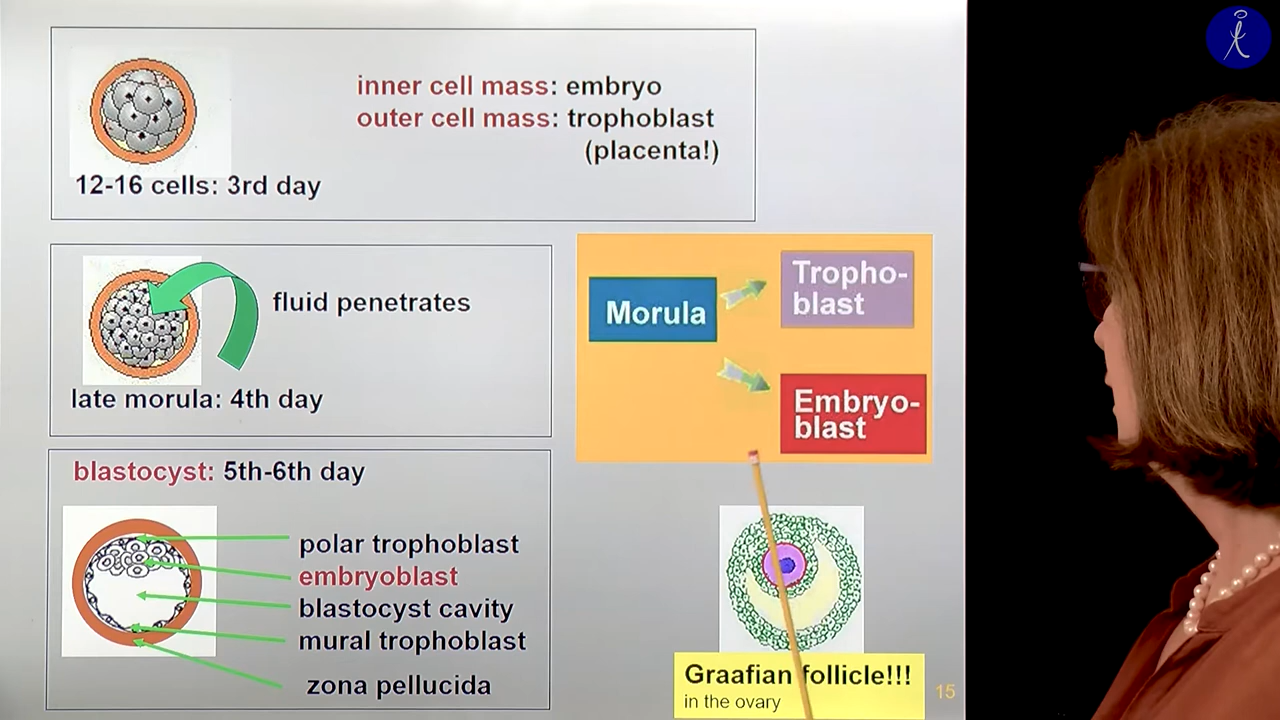 inner cell mass: embryo
outer cell mass: trophoblast
(placenta!)
12-16 cells: 3rd day
fluid penetrates
late morula: 4th day
Morula
Tropho-
blast
Embryo-
blast
blastocyst: 5th-6th day
polar trophoblast
embryoblast
blastocyst cavity
mural trophoblast
zona pellucida
Graafian follicle!!!
in the ovary
15